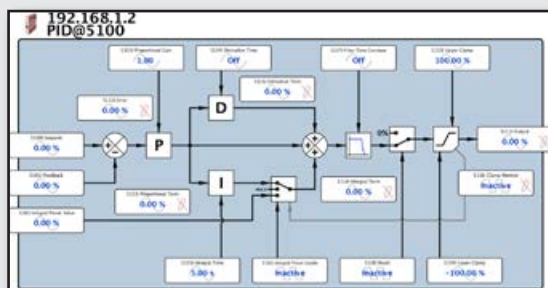 192.168.1.2
PID@5100
Proportional Gain
1.00
Derivative Time
Off
Filter Time Constant
Off
Upper Clamp
100.00 %
Error
0.00 %
Derivative Term
0.00 %
Setpoint
0.00 %
P
D
0%
Output
0.00 %
Feedback
0.00 %
Proportional Term
0.00 %
I
Integral Term
0.00 %
Clamp Monitor
Inactive
Integral Preset Value
0.00 %
Integral Time
5.00 s
Integral Preset Enable
Inactive
Reset
Inactive
Lower Clamp
-100.00 %